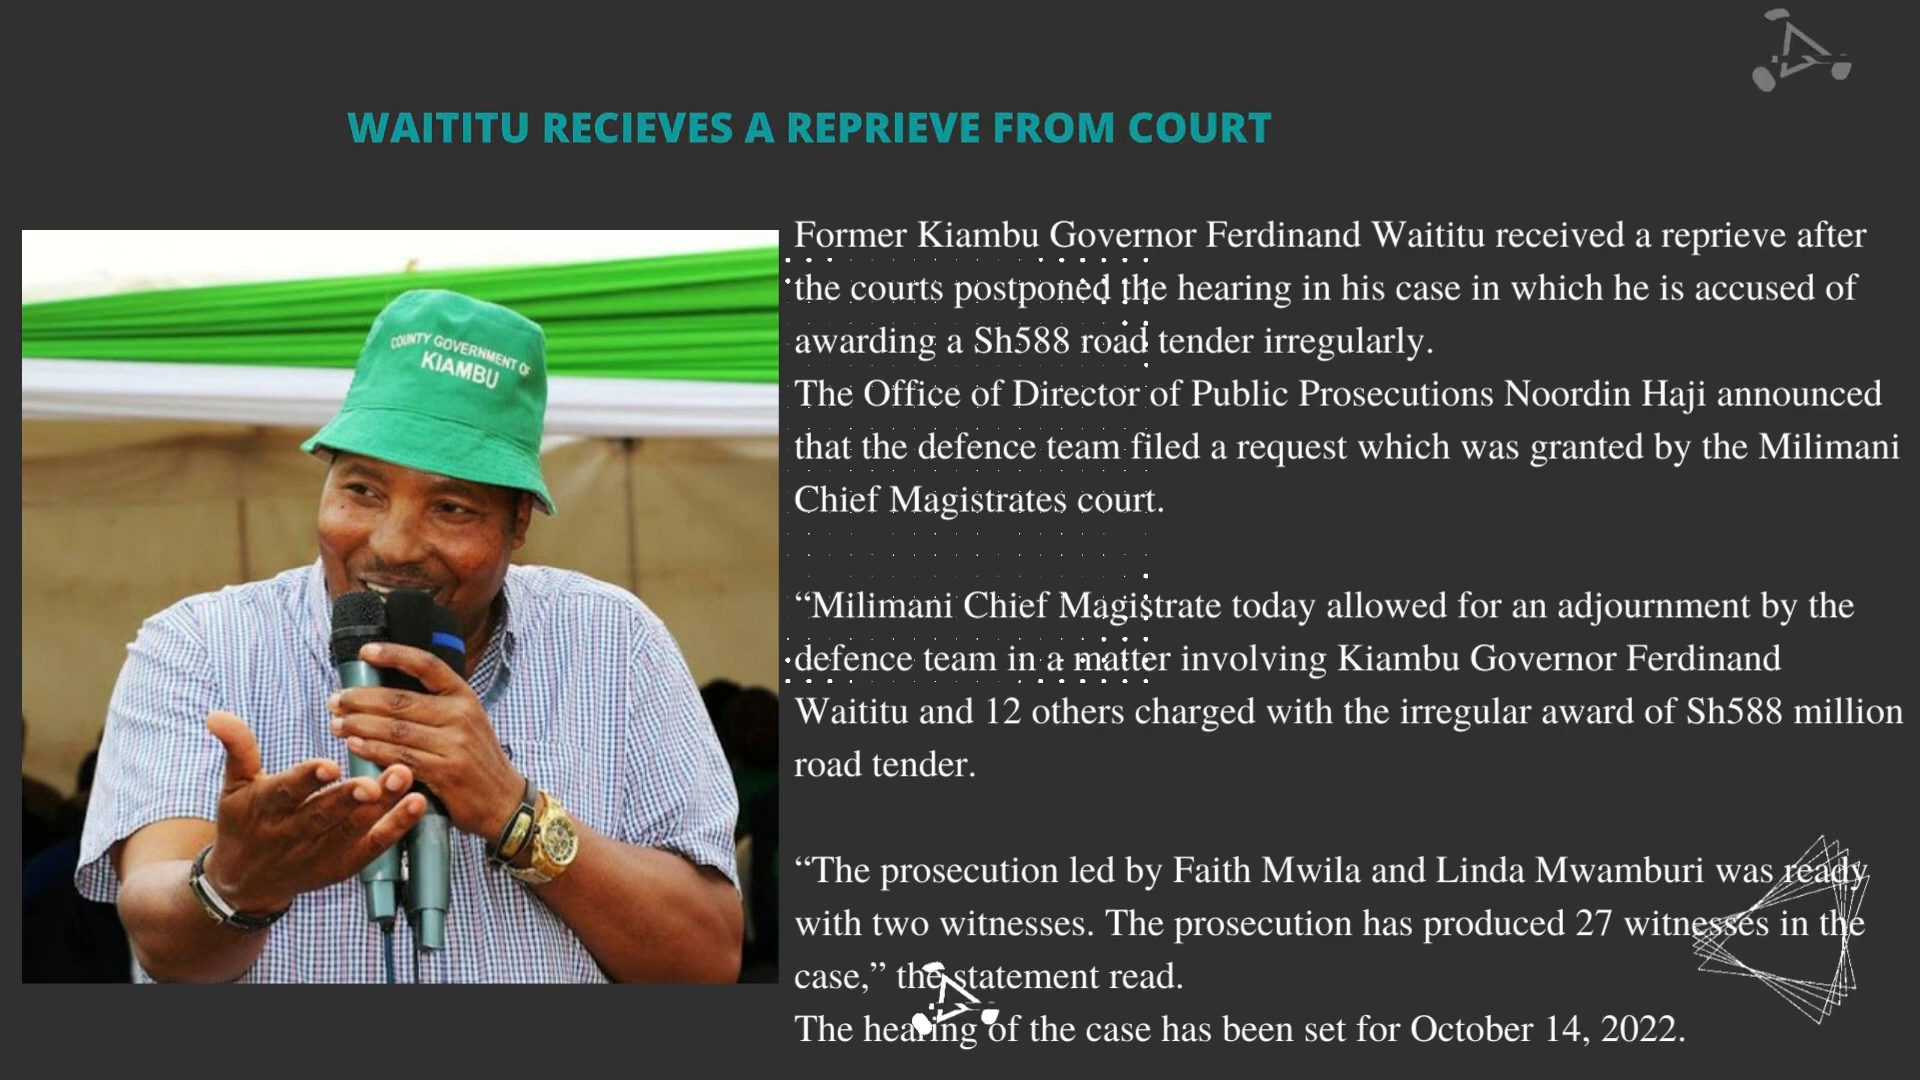 WAITITU RECIEVES A REPRIEVE FROM COURT
COUNTY GOVERNMENT OF
KIAMBU
Former Kiambu Governor Ferdinand Waititu received a reprieve after
the courts postponed the hearing in his case in which he is accused of
awarding a Sh588 road tender irregularly.
The Office of Director of Public Prosecutions Noordin Haji announced
that the defence team filed a request which was granted by the Milimani
Chief Magistrates court.
“Milimani Chief Magistrate today allowed for an adjournment by the
defence team in a matter involving Kiambu Governor Ferdinand
Waititu and 12 others charged with the irregular award of Sh588 million
road tender.
“The prosecution led by Faith Mwila and Linda Mwamburi was ready
with two witnesses. The prosecution has produced 27 witnesses in the
case,” the statement read.
The hearing of the case has been set for October 14, 2022.